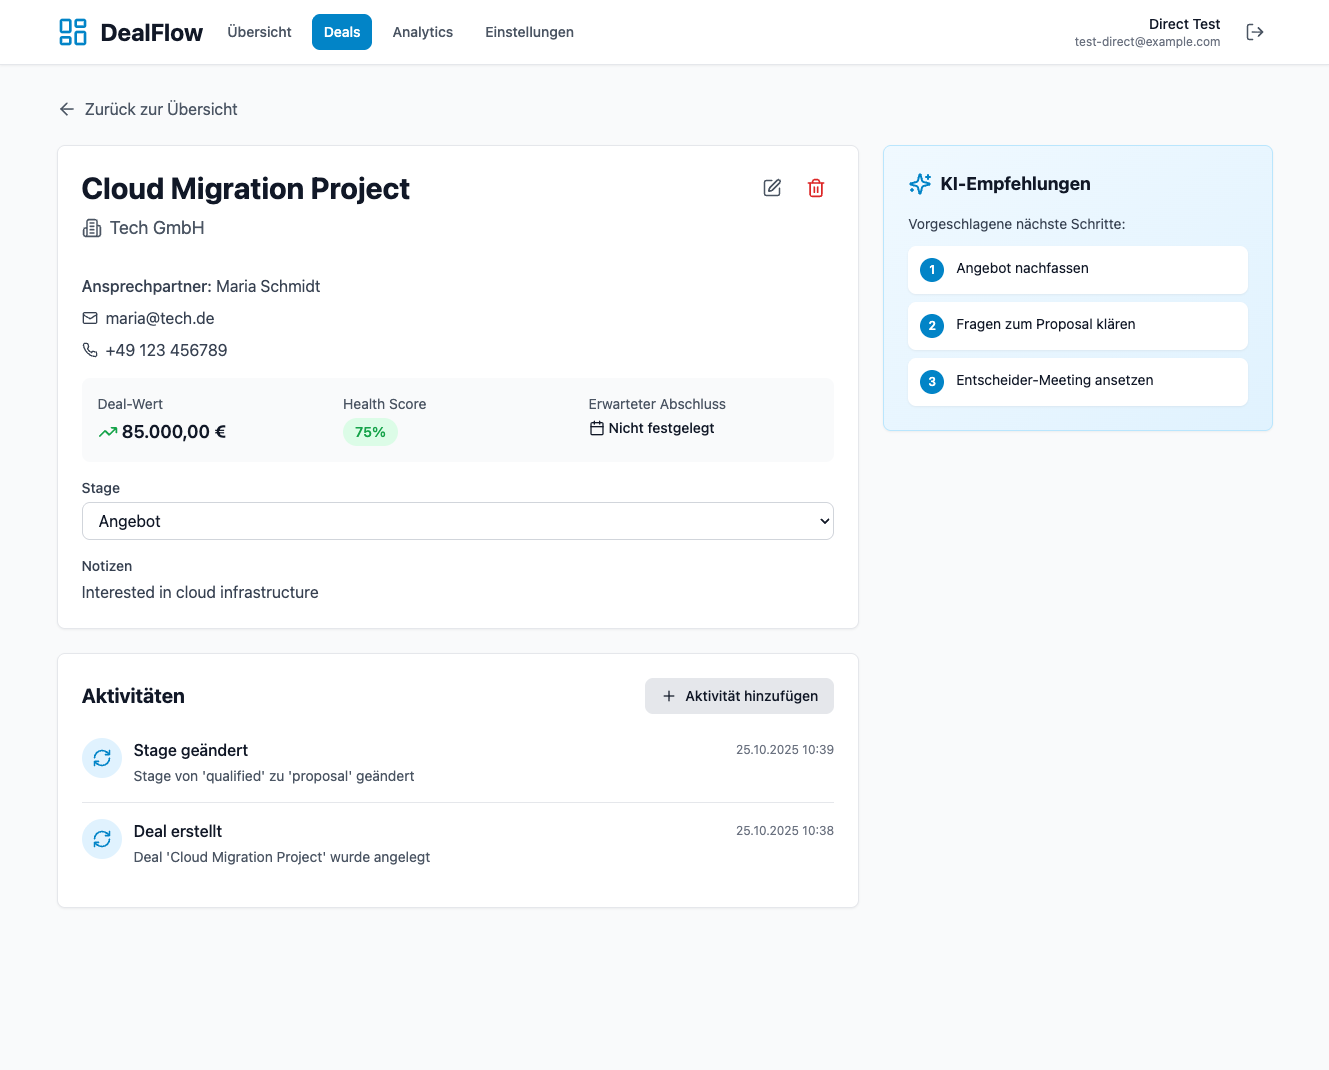 DealFlow
Übersicht
Deals
Analytics
Einstellungen
Direct Test
test-direct@example.com
Zurück zur Übersicht
Cloud Migration Project
Tech GmbH
Ansprechpartner: Maria Schmidt
maria@tech.de
+49 123 456789
Deal-Wert
85.000,00 €
Health Score
75%
Erwarteter Abschluss
Nicht festgelegt
Stage
Angebot
Notizen
Interested in cloud infrastructure
Aktivitäten
Aktivität hinzufügen
Stage geändert
25.10.2025 10:39
Stage von 'qualified' zu 'proposal' geändert
Deal erstellt
25.10.2025 10:38
Deal 'Cloud Migration Project' wurde angelegt
KI-Empfehlungen
Vorgeschlagene nächste Schritte:
1 Angebot nachfassen
2 Fragen zum Proposal klären
3 Entscheider-Meeting ansetzen